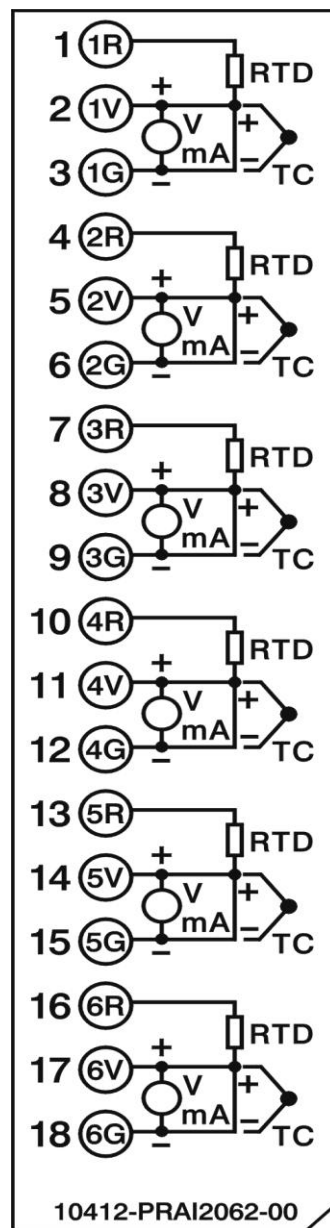 1 1R RTD
+
2 1V V +
mA
3 1G − − TC
4 2R RTD
+
5 2V V +
mA
6 2G − − TC
7 3R RTD
+
8 3V V +
mA
9 3G − − TC
10 4R RTD
+
11 4V V +
mA
12 4G − − TC
13 5R RTD
+
14 5V V +
mA
15 5G − − TC
16 6R RTD
+
17 6V V +
mA
18 6G − − TC
10412-PRAI2062-00